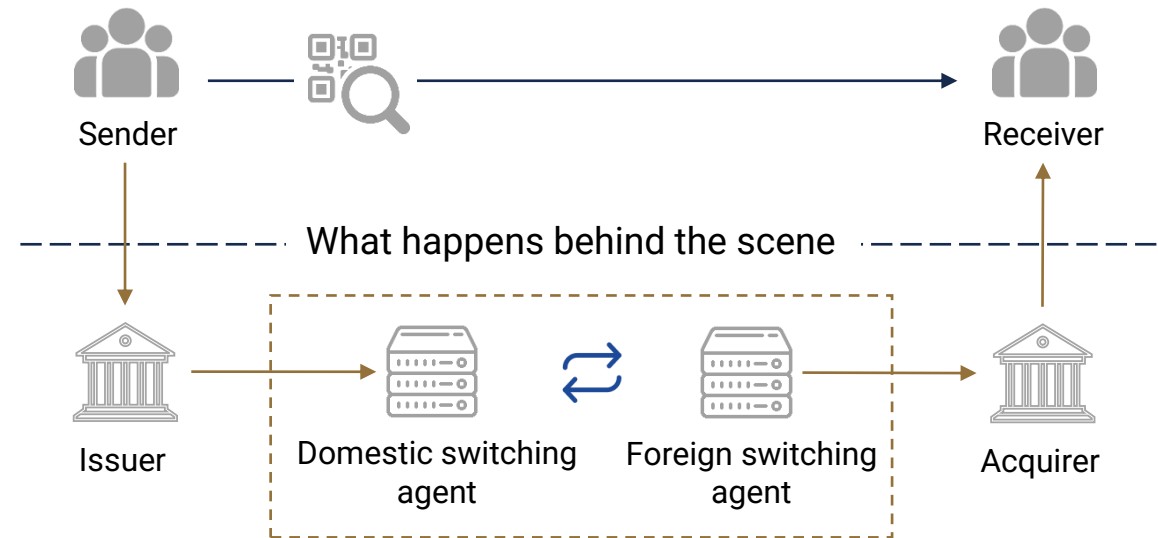 Sender
Receiver
What happens behind the scene
Issuer
Domestic switching
agent
Foreign switching
agent
Acquirer